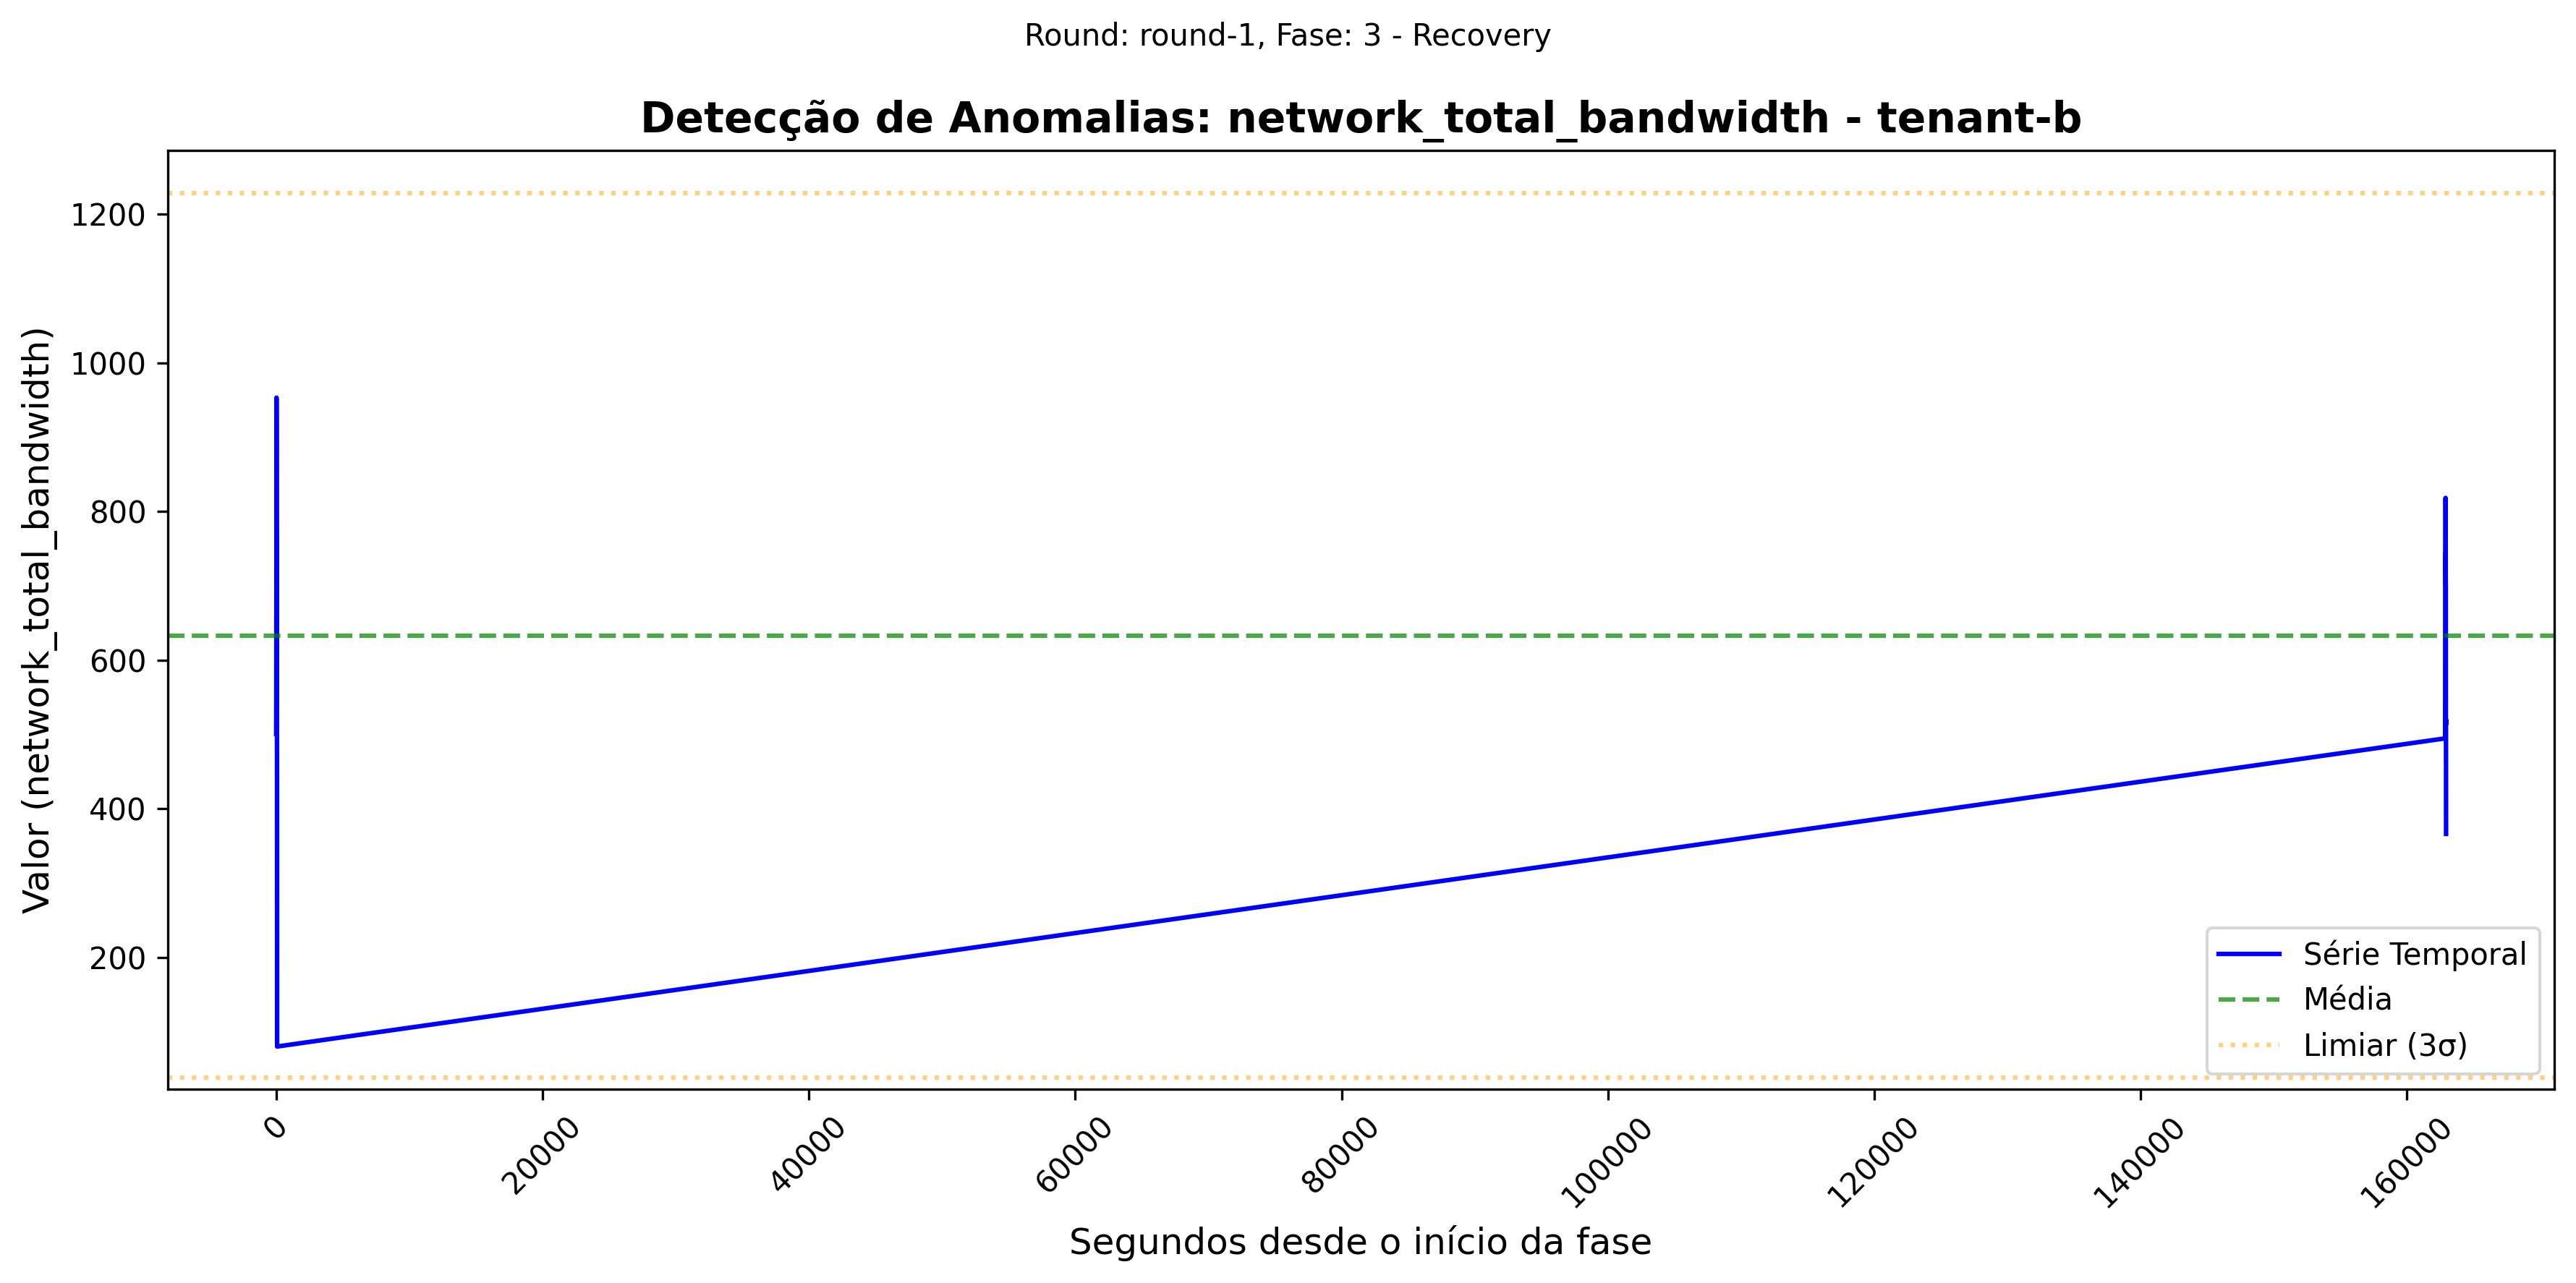 Round: round-1, Fase: 3 - Recovery
Detecção de Anomalias: network_total_bandwidth - tenant-b
Valor (network_total_bandwidth)
1200
1000
800
600
400
200
0
20000
40000
60000
80000
100000
120000
140000
160000
Segundos desde o início da fase
Série Temporal
Média
Limiar (3σ)